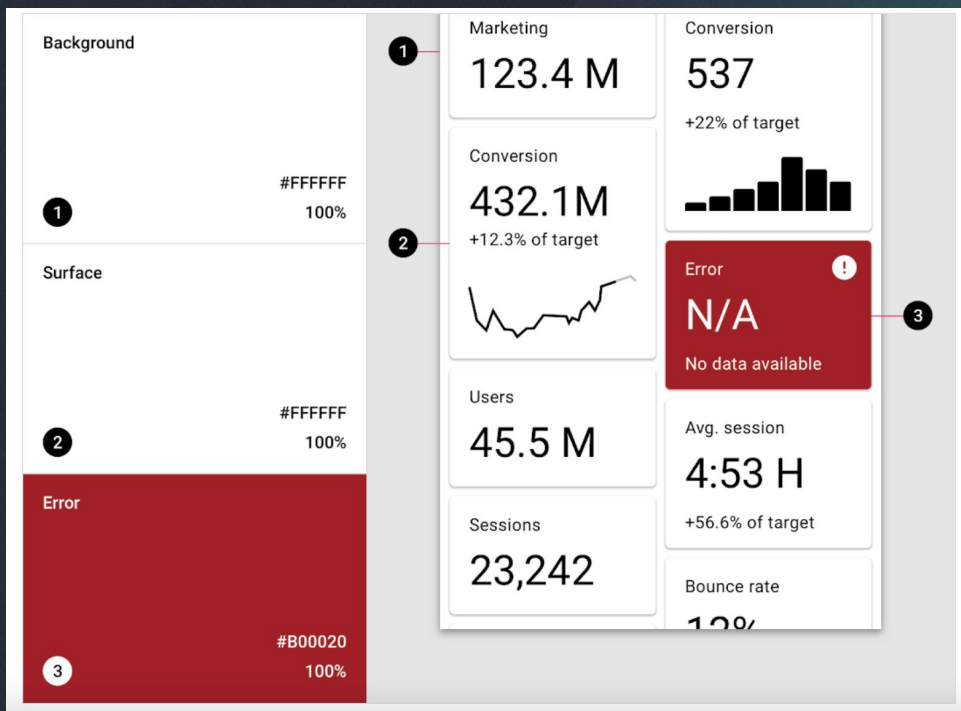 Background
#FFFFFF
1
100%
Surface
#FFFFFF
2
100%
Error
#B00020
3
100%
1
Marketing
123.4 M
Conversion
432.1M
2
+12.3% of target
Users
45.5 M
Sessions
23,242
Conversion
537
+22% of target
Error
!
N/A
3
No data available
Avg. session
4:53 H
+56.6% of target
Bounce rate